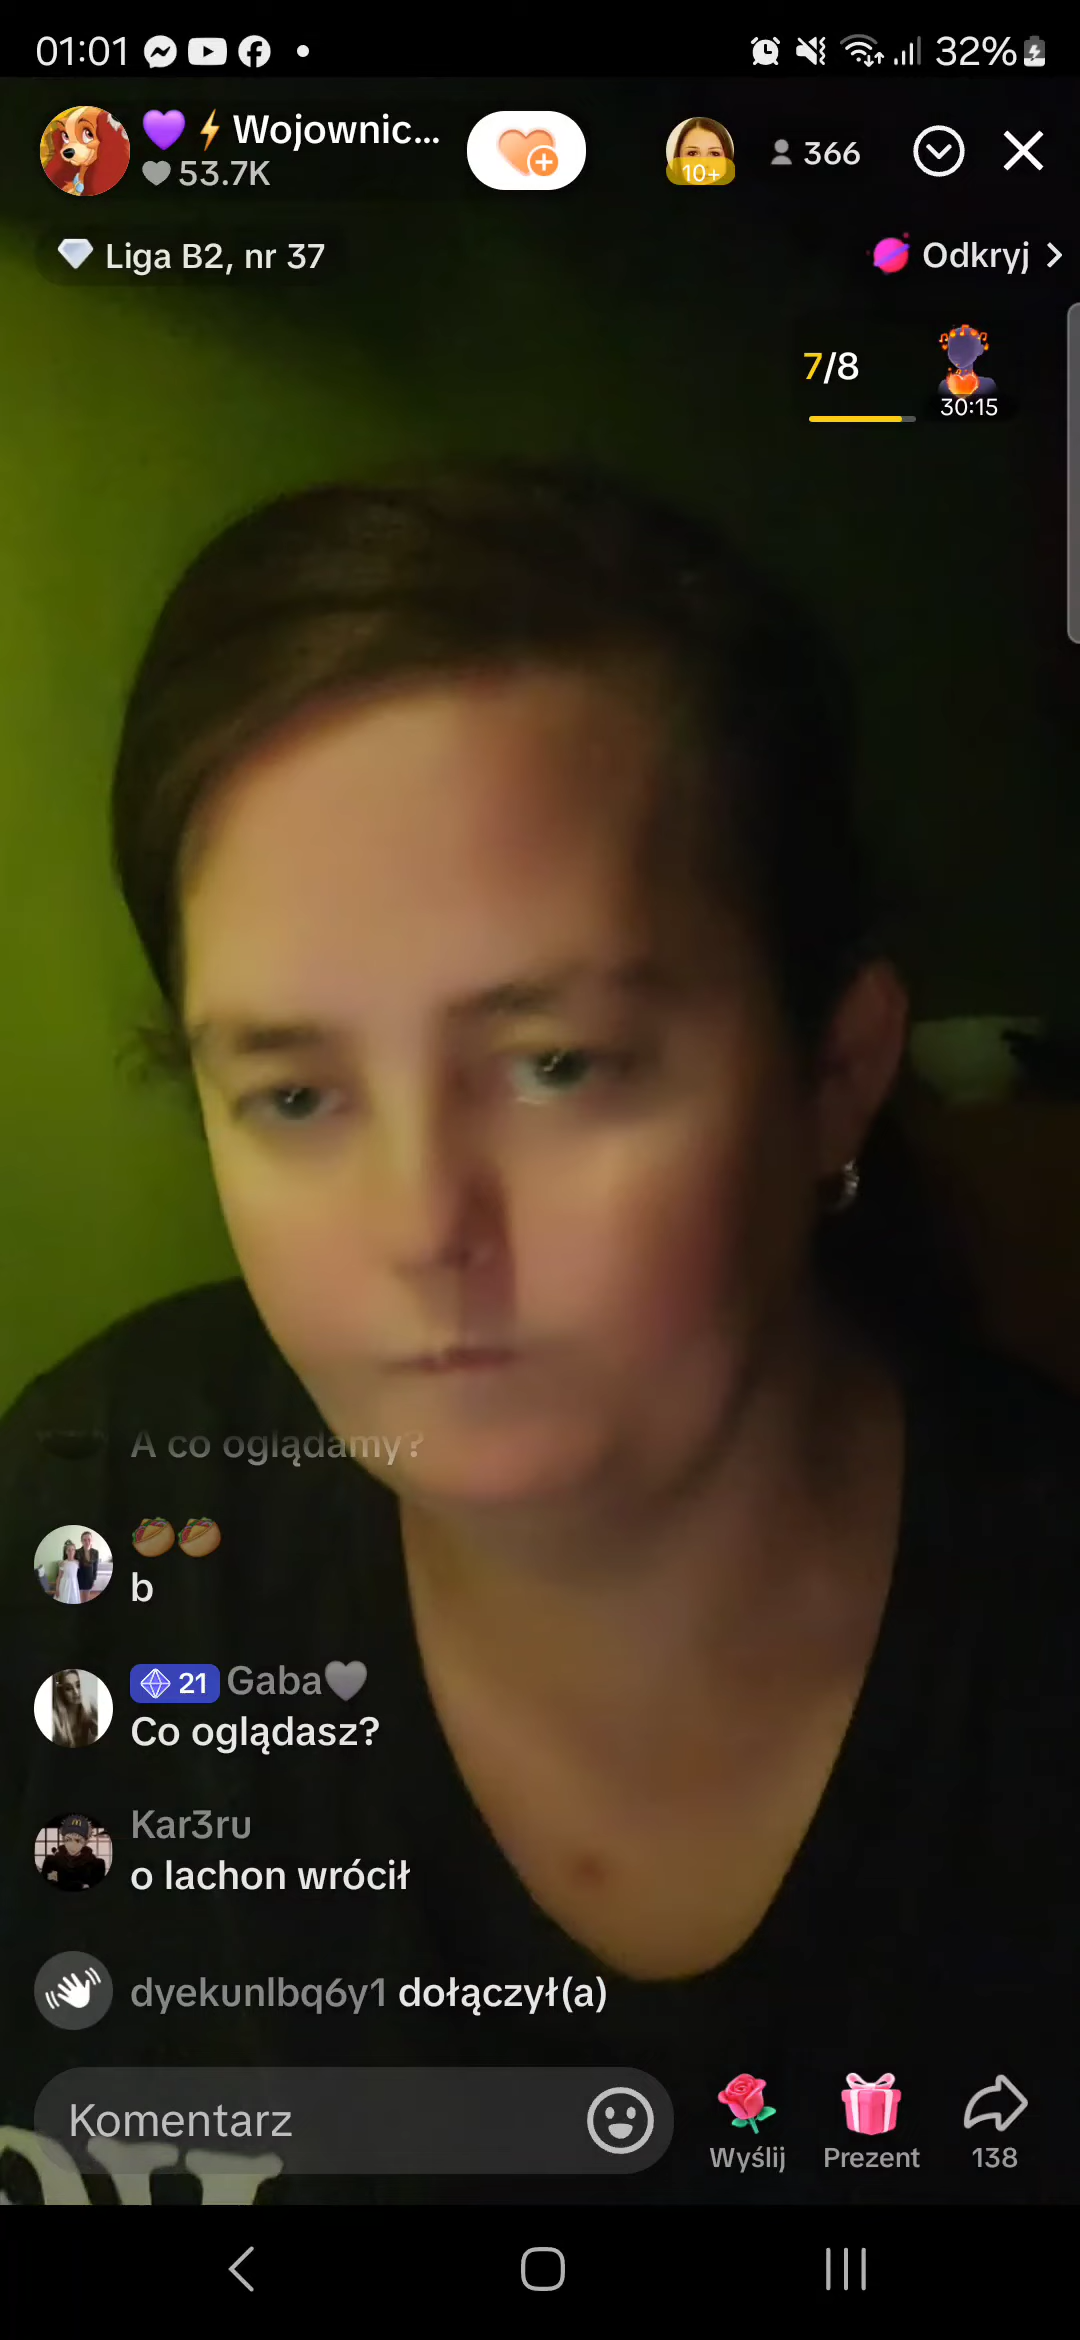 01:01 32%
💜⚡Wojownic...
53.7K
10+
366
Liga B2, nr 37
Odkryj
7/8
30:15
A co oglądamy?
🥙🥙
b
21 Gaba🩶
Co oglądasz?
Kar3ru
o lachon wrócił
dyekunlbq6y1 dołączył(a)
Komentarz
Wyślij
Prezent
138